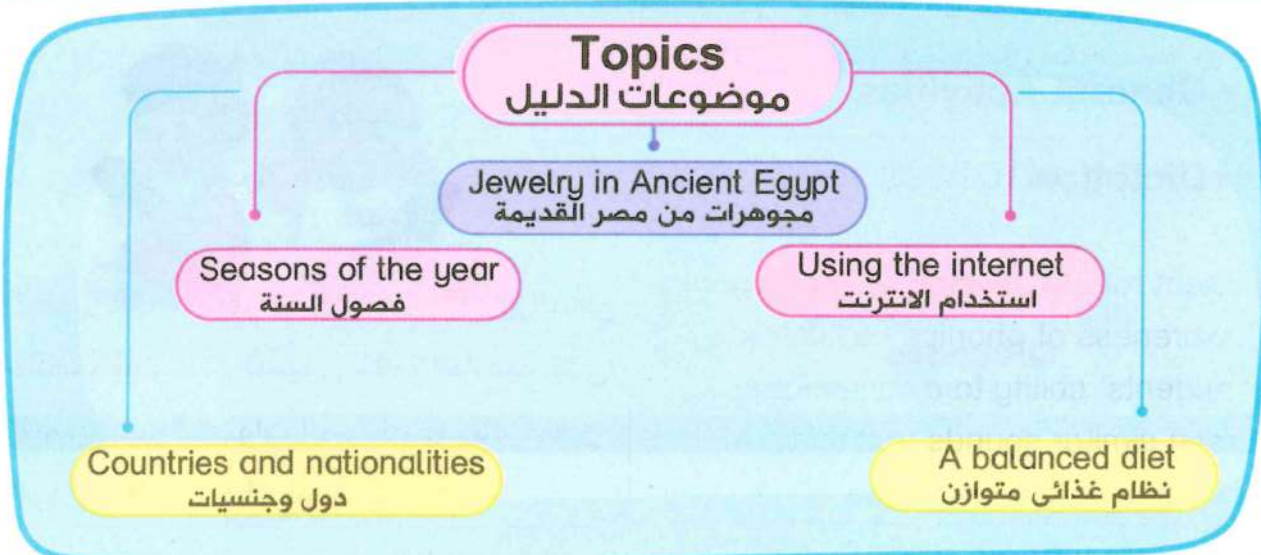 Topics
موضوعات الدليل
Jewelry in Ancient Egypt
مجوهرات من مصر القديمة
Seasons of the year
فصول السنة
Using the internet
استخدام الانترنت
Countries and nationalities
دول وجنسيات
A balanced diet
نظام غذائى متوازن